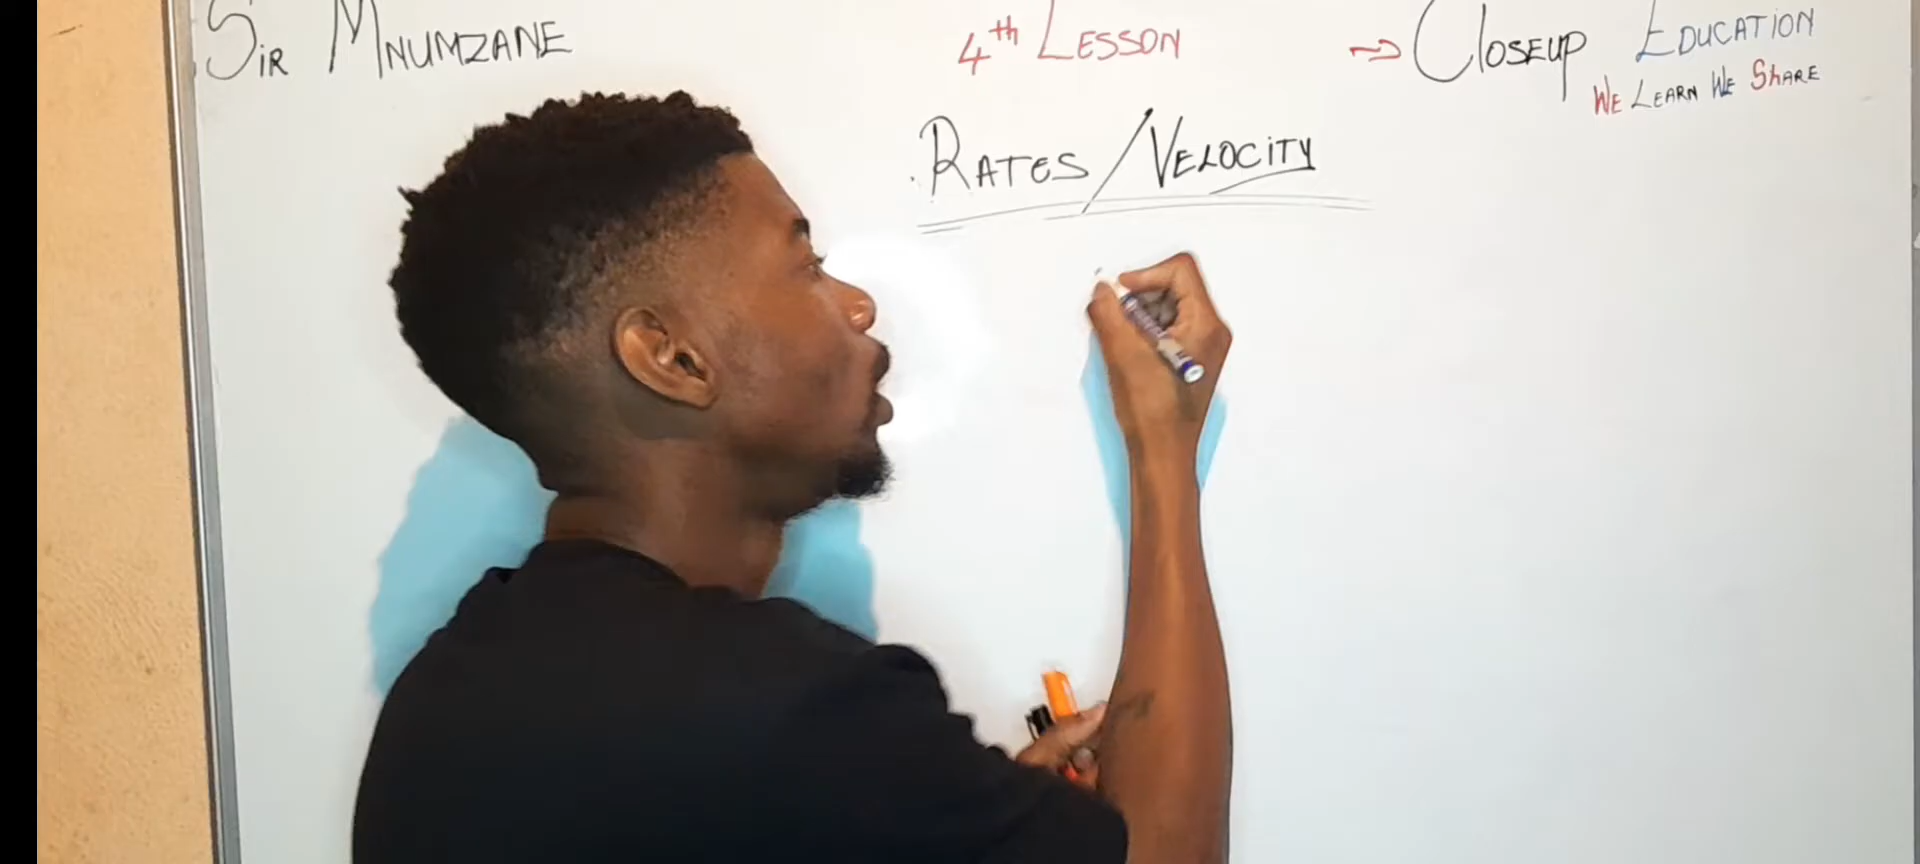 Sir Mnumzane
4th Lesson
→ Closeup Education
We Learn We Share
Rates/Velocity